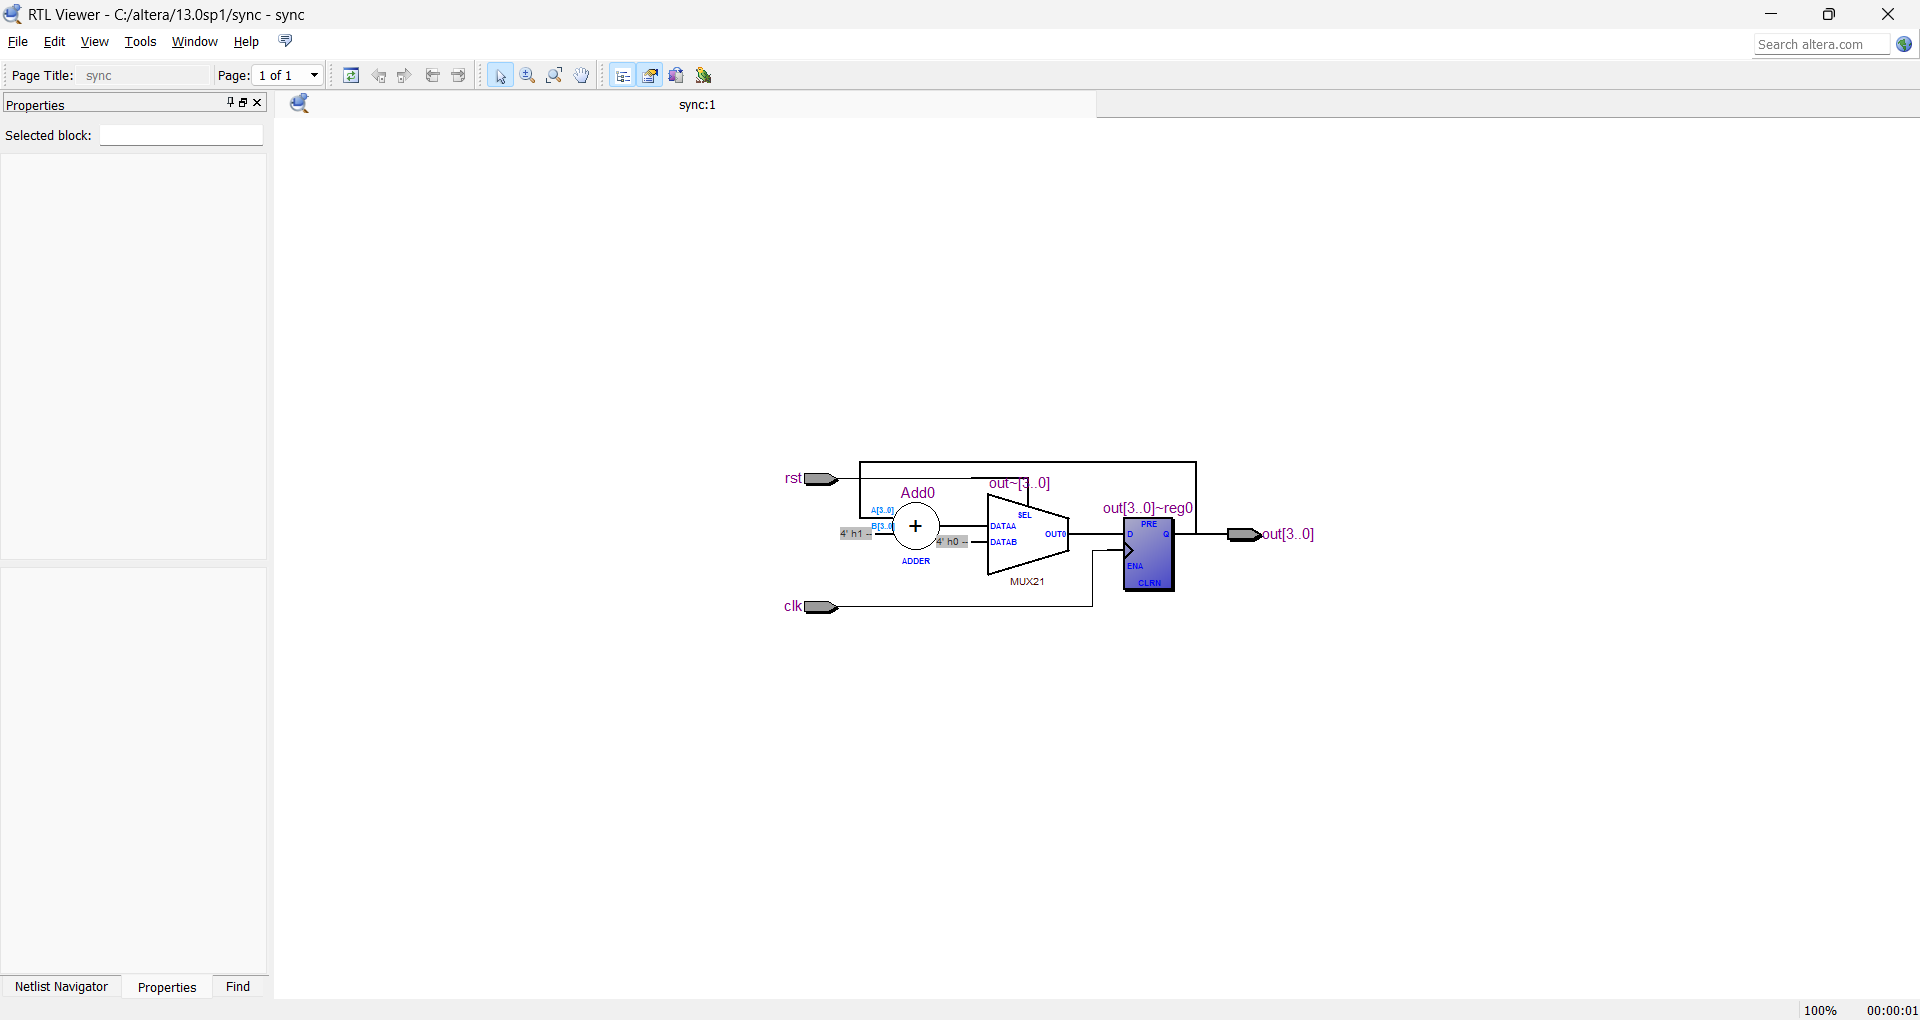 RTL Viewer - C:/altera/13.0sp1/sync - sync
File Edit View Tools Window Help
Search altera.com
Page Title: sync Page: 1 of 1
Properties
sync:1
Selected block:
rst
out~[3..0]
Add0
SEL
out[3..0]~reg0
A[3..0]
B[3..0]
+
DATAA
PRE
4' h1 --
OUT0
D
Q
out[3..0]
4' h0 --
DATAB
ADDER
ENA
MUX21
CLRN
clk
Netlist Navigator Properties Find
100% 00:00:01